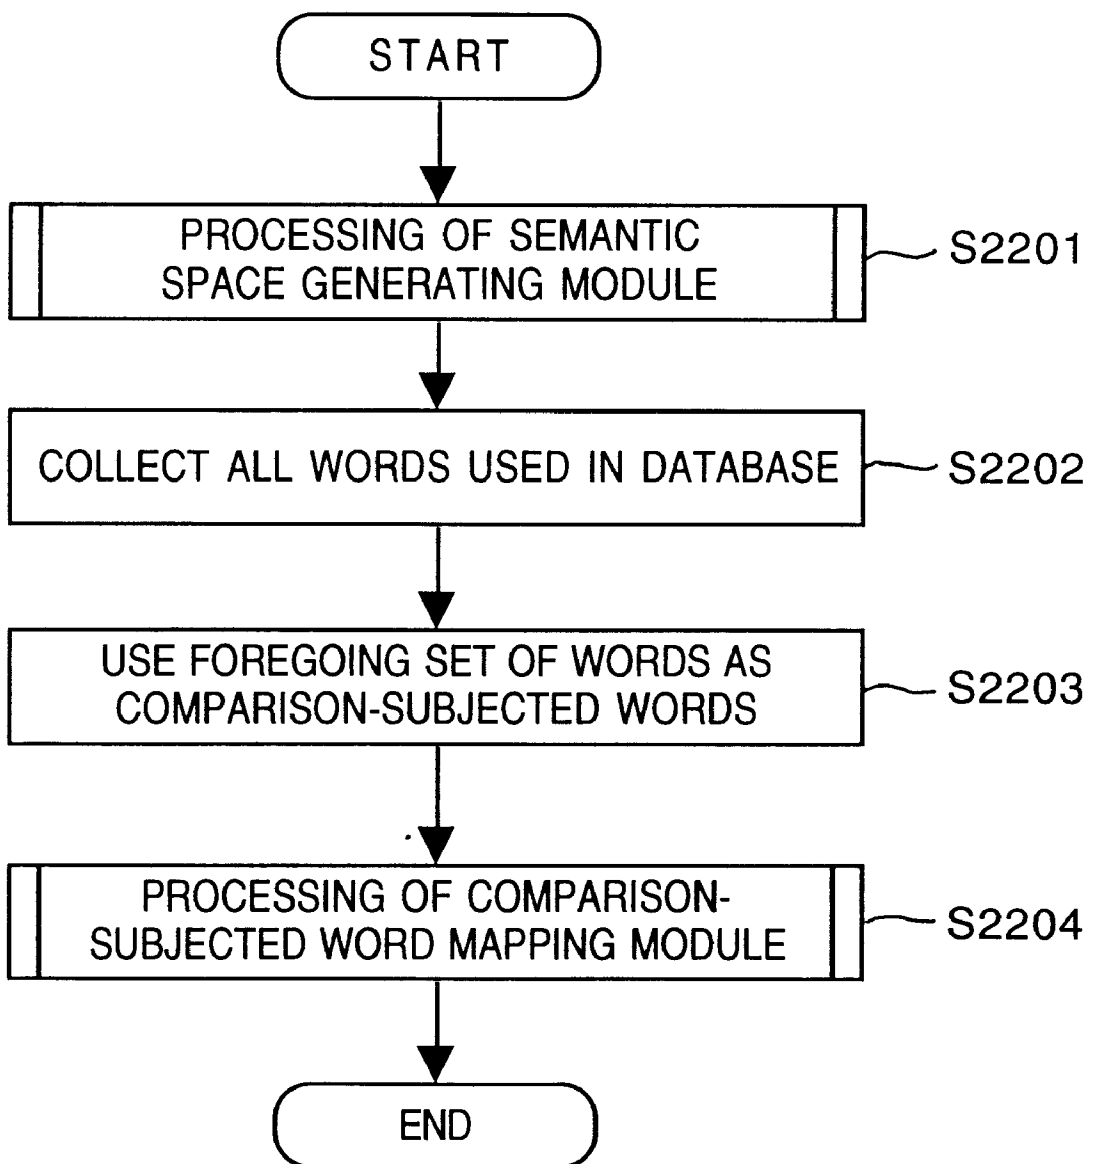 START
PROCESSING OF SEMANTIC
SPACE GENERATING MODULE
S2201
COLLECT ALL WORDS USED IN DATABASE
S2202
USE FOREGOING SET OF WORDS AS
COMPARISON-SUBJECTED WORDS
S2203
PROCESSING OF COMPARISON-
SUBJECTED WORD MAPPING MODULE
S2204
END